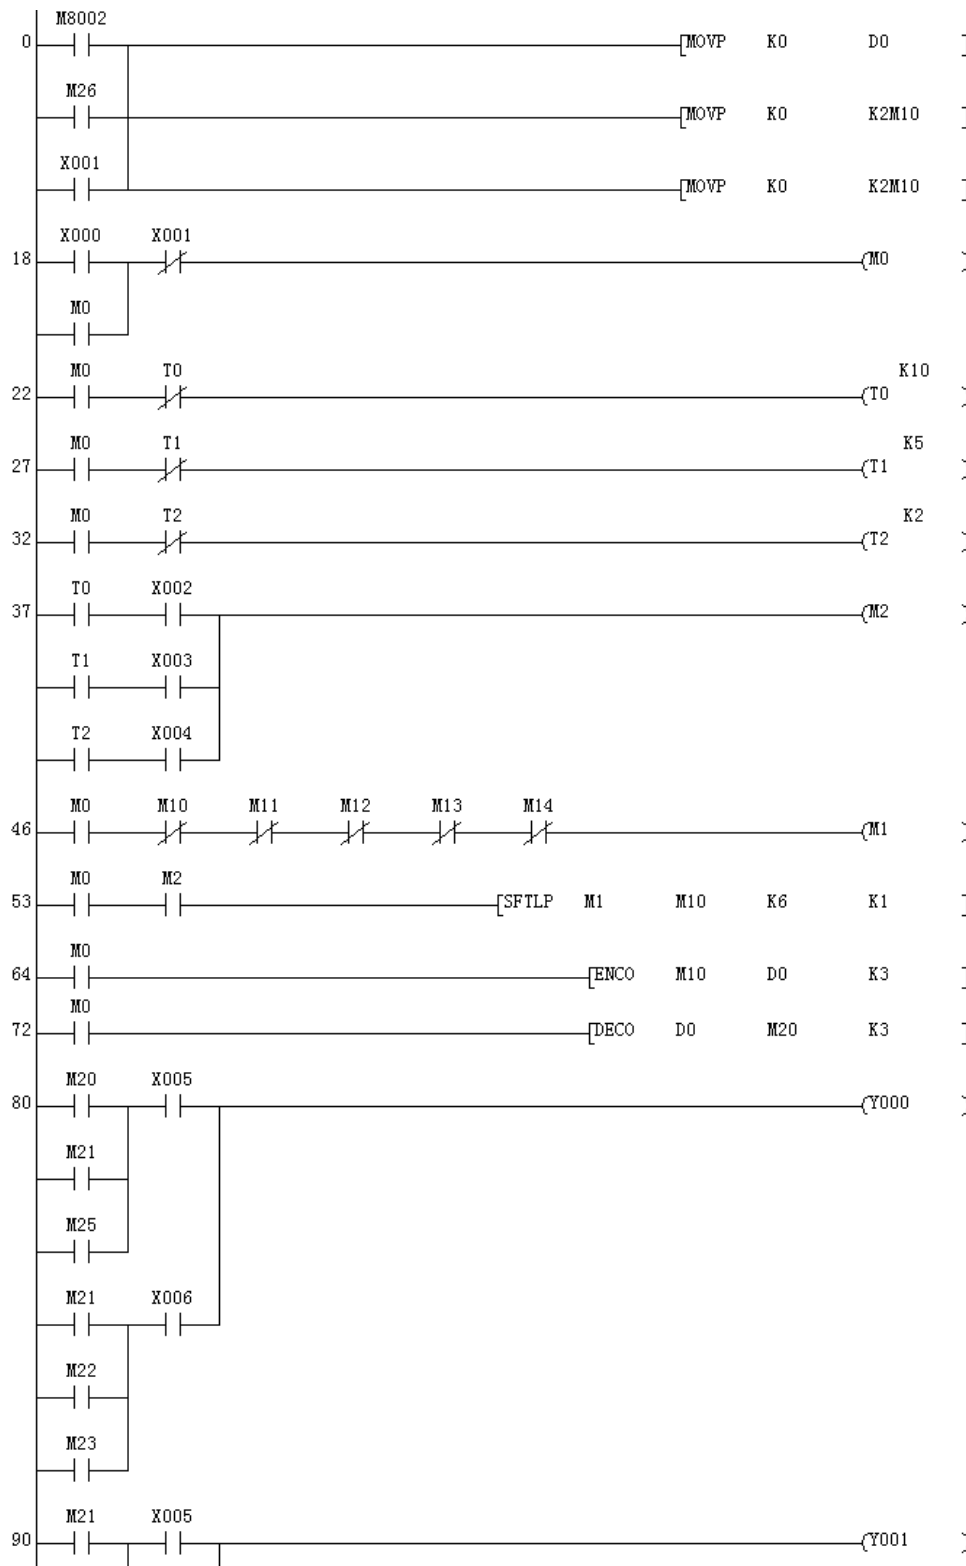 M8002
0 MOVP K0 D0
M26
MOVP K0 K2M10
X001
MOVP K0 K2M10
X000 X001
18 M0
M0
M0 T0 K10
22 T0
M0 T1 K5
27 T1
M0 T2 K2
32 T2
T0 X002
37 M2
T1 X003
T2 X004
M0 M10 M11 M12 M13 M14
46 M1
M0 M2
53 SFTLP M1 M10 K6 K1
M0
64 ENCO M10 D0 K3
M0
72 DECO D0 M20 K3
M20 X005
80 Y000
M21
M25
M21 X006
M22
M23
M21 X005
90 Y001